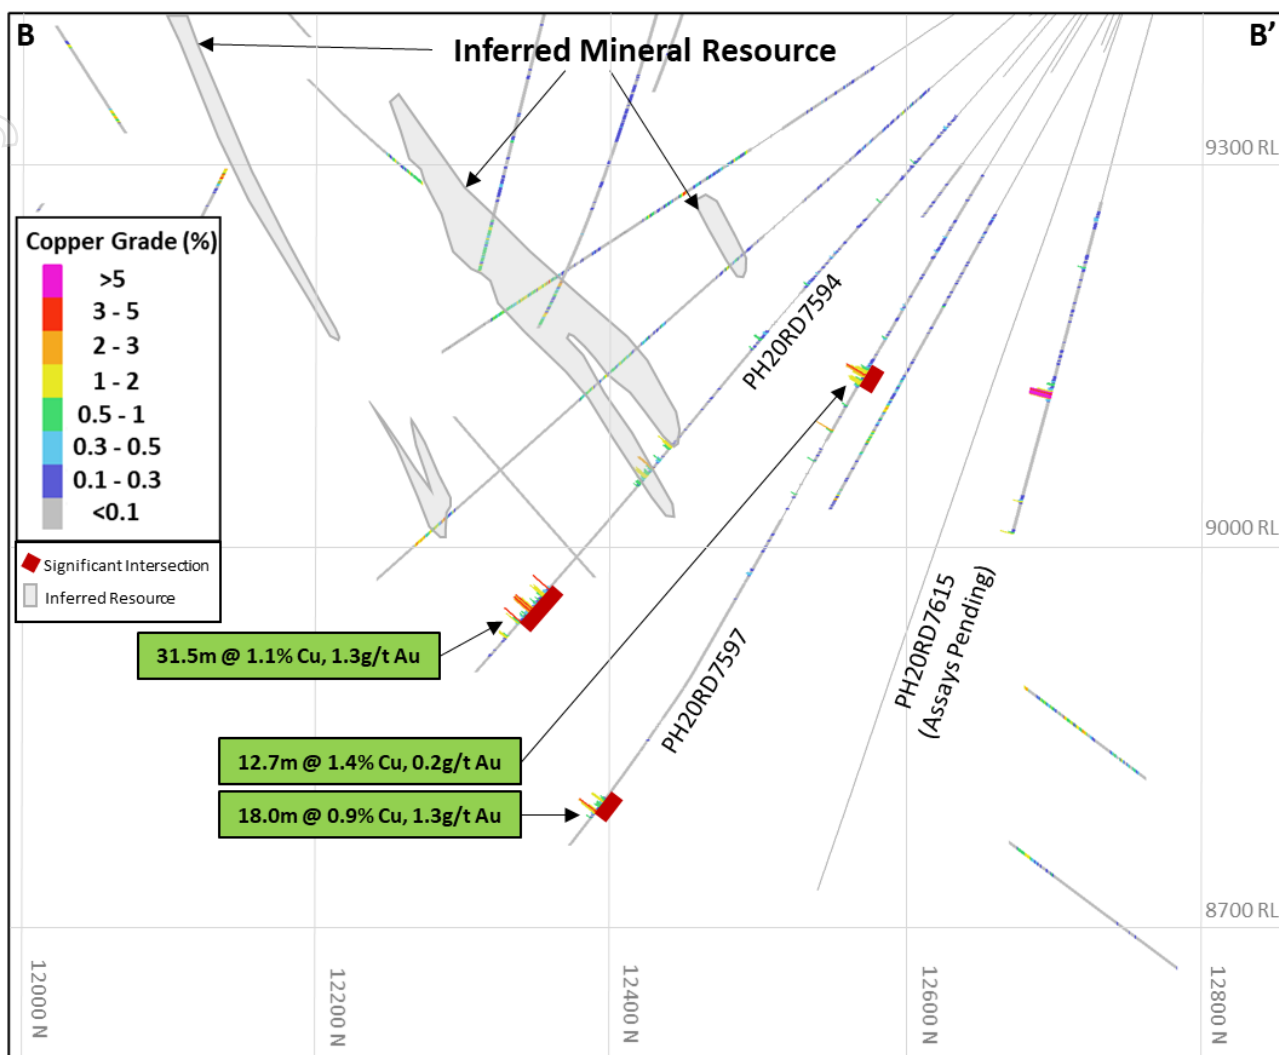 B
B'
Inferred Mineral Resource
9300 RL
Copper Grade (%)
>5
3 - 5
2 - 3
1 - 2
0.5 - 1
0.3 - 0.5
0.1 - 0.3
<0.1
Significant Intersection
Inferred Resource
PH20RD7594
9000 RL
31.5m @ 1.1% Cu, 1.3g/t Au
12.7m @ 1.4% Cu, 0.2g/t Au
18.0m @ 0.9% Cu, 1.3g/t Au
PH20RD7597
PH20RD7615
(Assays Pending)
8700 RL
12000 N
12200 N
12400 N
12600 N
12800 N